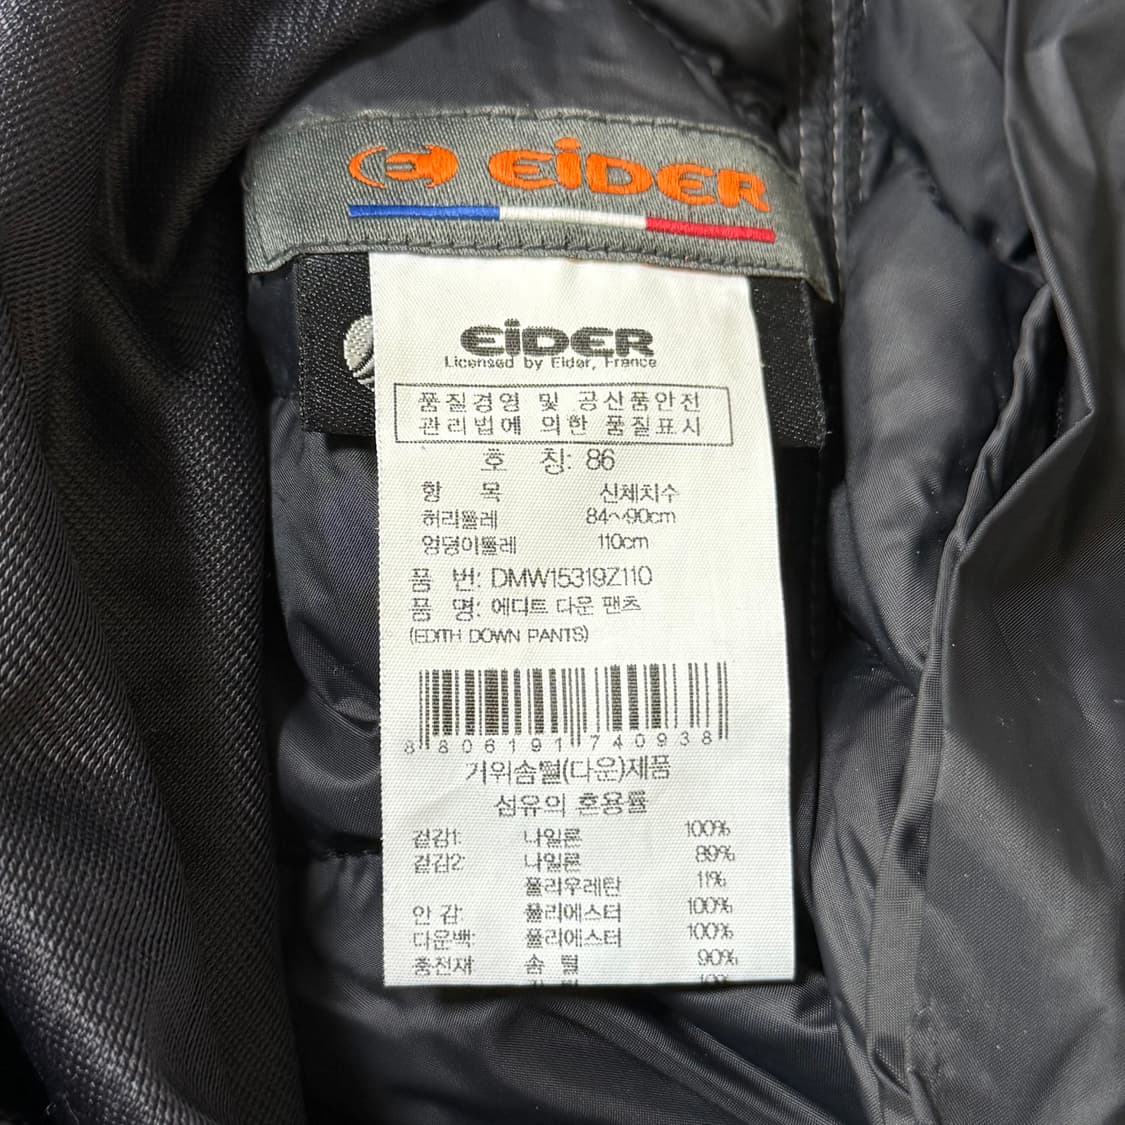 EiDER
EiDER
Licensed by Eider, France
품질경영 및 공산품안전
관리법에 의한 품질표시
호 칭: 86
항 목 신체치수
허리둘레 84~90cm
엉덩이둘레 110cm
품 번: DMW15319Z110
품 명: 에디트 다운 팬츠
(EDITH DOWN PANTS)
8 806191 740938
거위솜털(다운)제품
섬유의 혼용률
겉감1: 나일론 100%
겉감2: 나일론 89%
폴리우레탄 11%
안 감: 폴리에스터 100%
다운백: 폴리에스터 100%
충전재 솜 털 90%